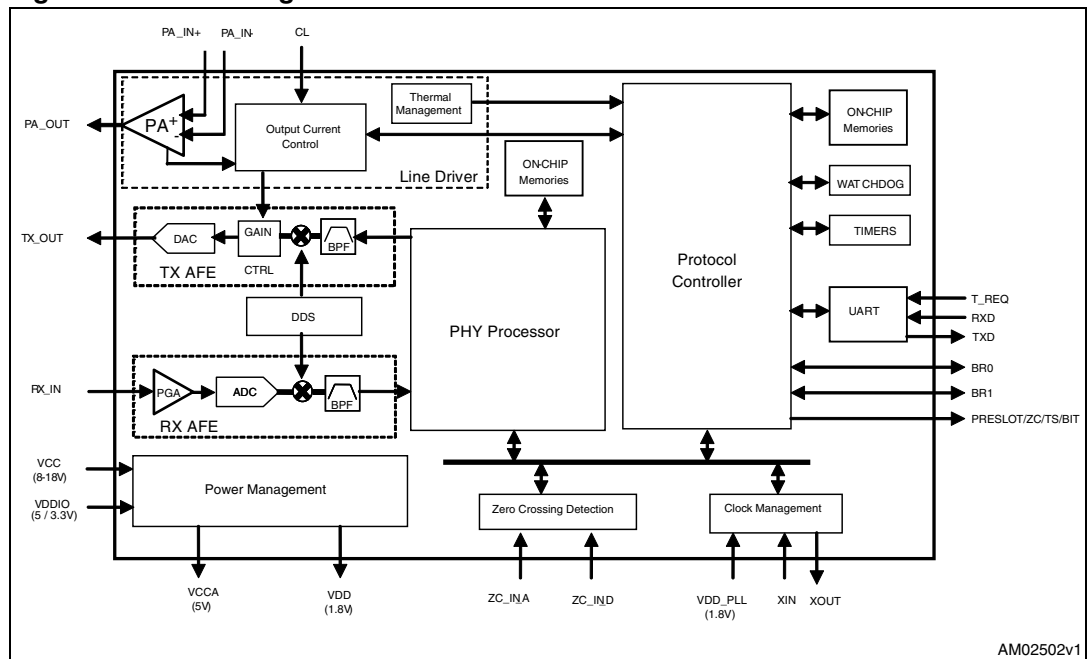 PA_IN+
PA_IN-
CL
PA_OUT
PA
+
-
Output Current
Control
Thermal
Management
Line Driver
ON-CHIP
Memories
TX_OUT
DAC
GAIN
CTRL
BPF
TX AFE
DDS
PHY Processor
RX_IN
PGA
ADC
BPF
RX AFE
Protocol
Controller
ON-CHIP
Memories
WATCHDOG
TIMERS
UART
T_REQ
RXD
TXD
BR0
BR1
PRESLOT/ZC/TS/BIT
VCC
(8-18V)
VDDIO
(5 / 3.3V)
Power Management
Zero Crossing Detection
Clock Management
VCCA
(5V)
VDD
(1.8V)
ZC_IN_A
ZC_IN_D
VDD_PLL
(1.8V)
XIN
XOUT
AM02502v1